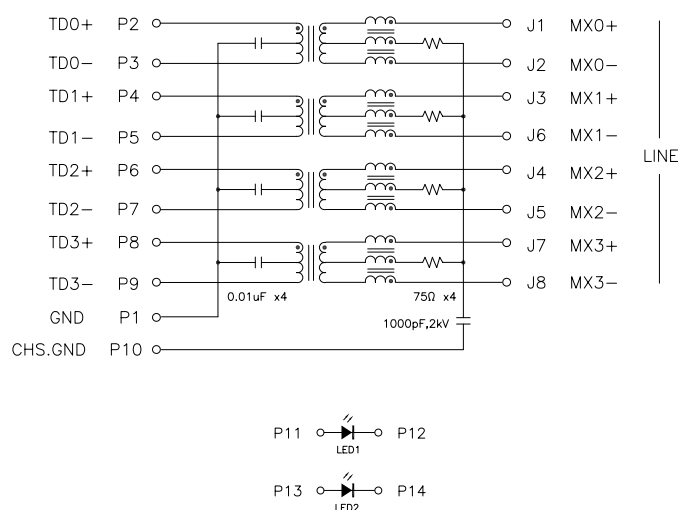 TD0+ P2 J1 MX0+
TD0- P3 J2 MX0-
TD1+ P4 J3 MX1+
TD1- P5 J6 MX1-
LINE
TD2+ P6 J4 MX2+
TD2- P7 J5 MX2-
TD3+ P8 J7 MX3+
TD3- P9 J8 MX3-
0.01uF x4 75Ω x4
GND P1
1000pF,2kV
CHS.GND P10
P11 P12
LED1
P13 P14
LED2